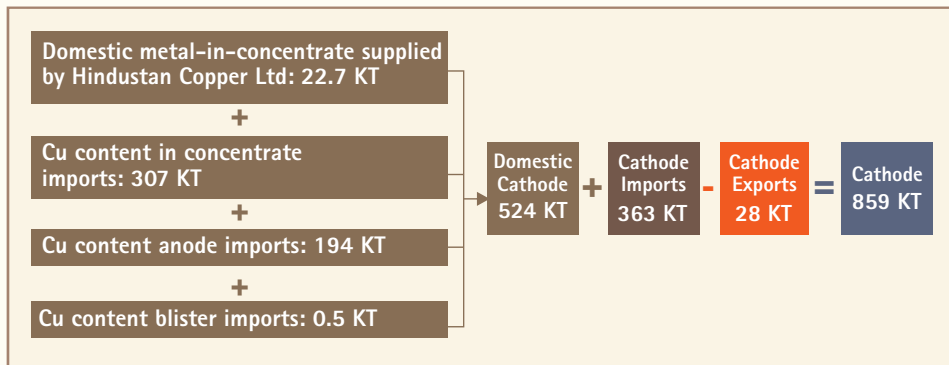 Domestic metal-in-concentrate supplied
by Hindustan Copper Ltd: 22.7 KT
+
Cu content in concentrate
imports: 307 KT
+
Cu content anode imports: 194 KT
+
Cu content blister imports: 0.5 KT
Domestic
Cathode
524 KT
+
Cathode
Imports
363 KT
-
Cathode
Exports
28 KT
=
Cathode
859 KT